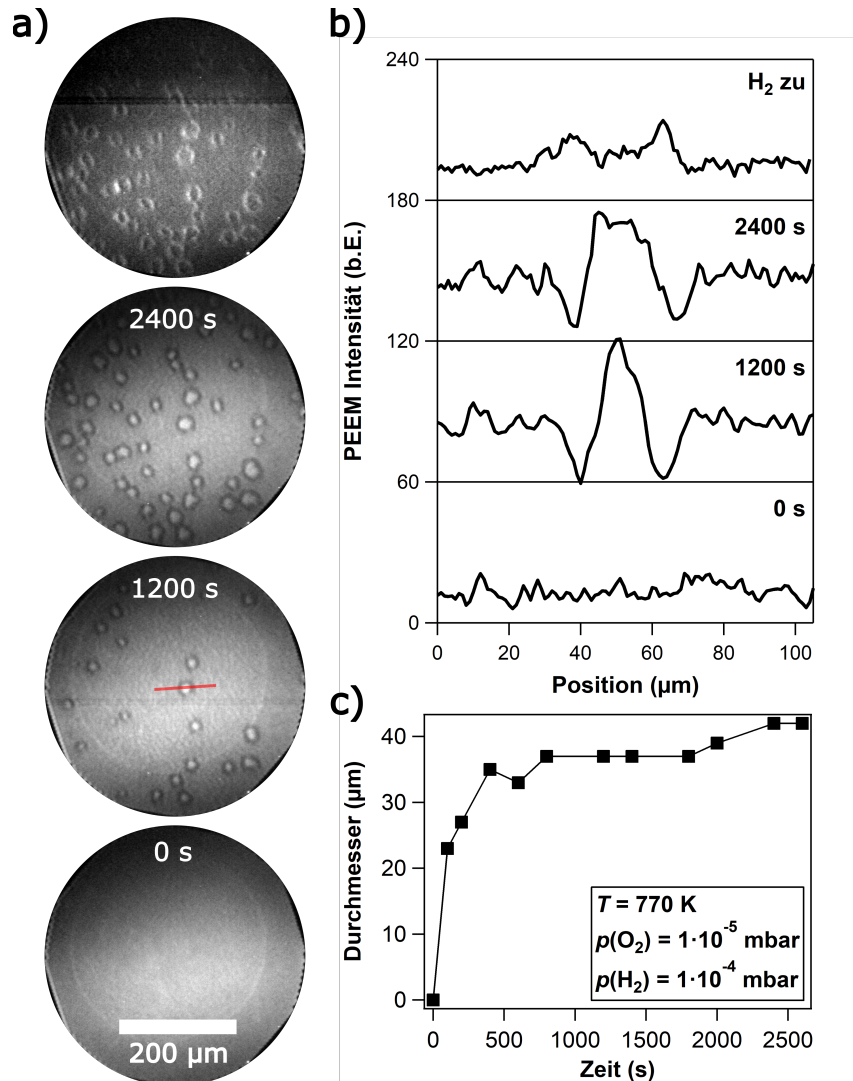 a)
2400 s
1200 s
0 s
200 µm
b)
240
180
120
60
0
PEEM Intensität (b.E.)
H₂ zu
2400 s
1200 s
0 s
0 20 40 60 80 100
Position (µm)
c)
40
30
20
10
0
Durchmesser (µm)
T = 770 K
p(O₂) = 1·10⁻⁵ mbar
p(H₂) = 1·10⁻⁴ mbar
0 500 1000 1500 2000 2500
Zeit (s)